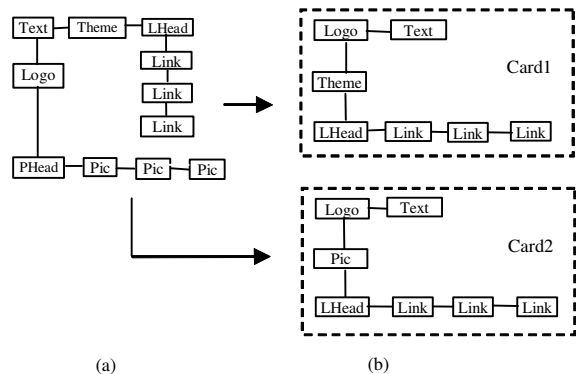 Text Theme LHead
Logo
Link
Link
Link
PHead Pic Pic Pic
(a)
Logo Text
Card1
Theme
LHead Link Link Link
Logo Text
Card2
Pic
LHead Link Link Link
(b)